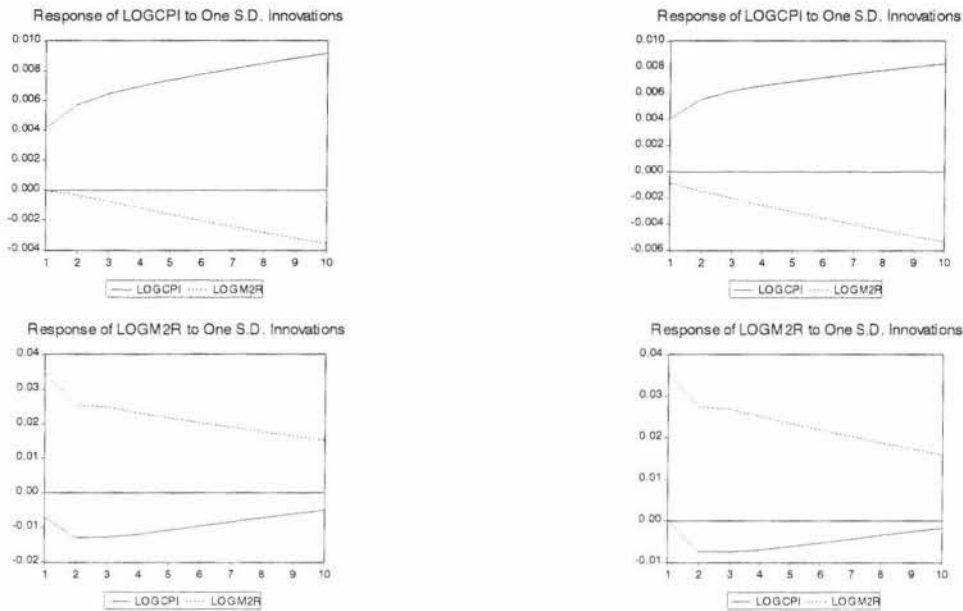 Response of LOGCPI to One S.D. Innovations
0.010
0.008
0.006
0.004
0.002
0.000
-0.002
-0.004
1 2 3 4 5 6 7 8 9 10
LOGCPI LOGM2R
Response of LOGCPI to One S.D. Innovations
0.010
0.008
0.006
0.004
0.002
0.000
-0.002
-0.004
-0.006
1 2 3 4 5 6 7 8 9 10
LOGCPI LOGM2R
Response of LOGM2R to One S.D. Innovations
0.04
0.03
0.02
0.01
0.00
-0.01
-0.02
1 2 3 4 5 6 7 8 9 10
LOGCPI LOGM2R
Response of LOGM2R to One S.D. Innovations
0.04
0.03
0.02
0.01
0.00
-0.01
1 2 3 4 5 6 7 8 9 10
LOGCPI LOGM2R